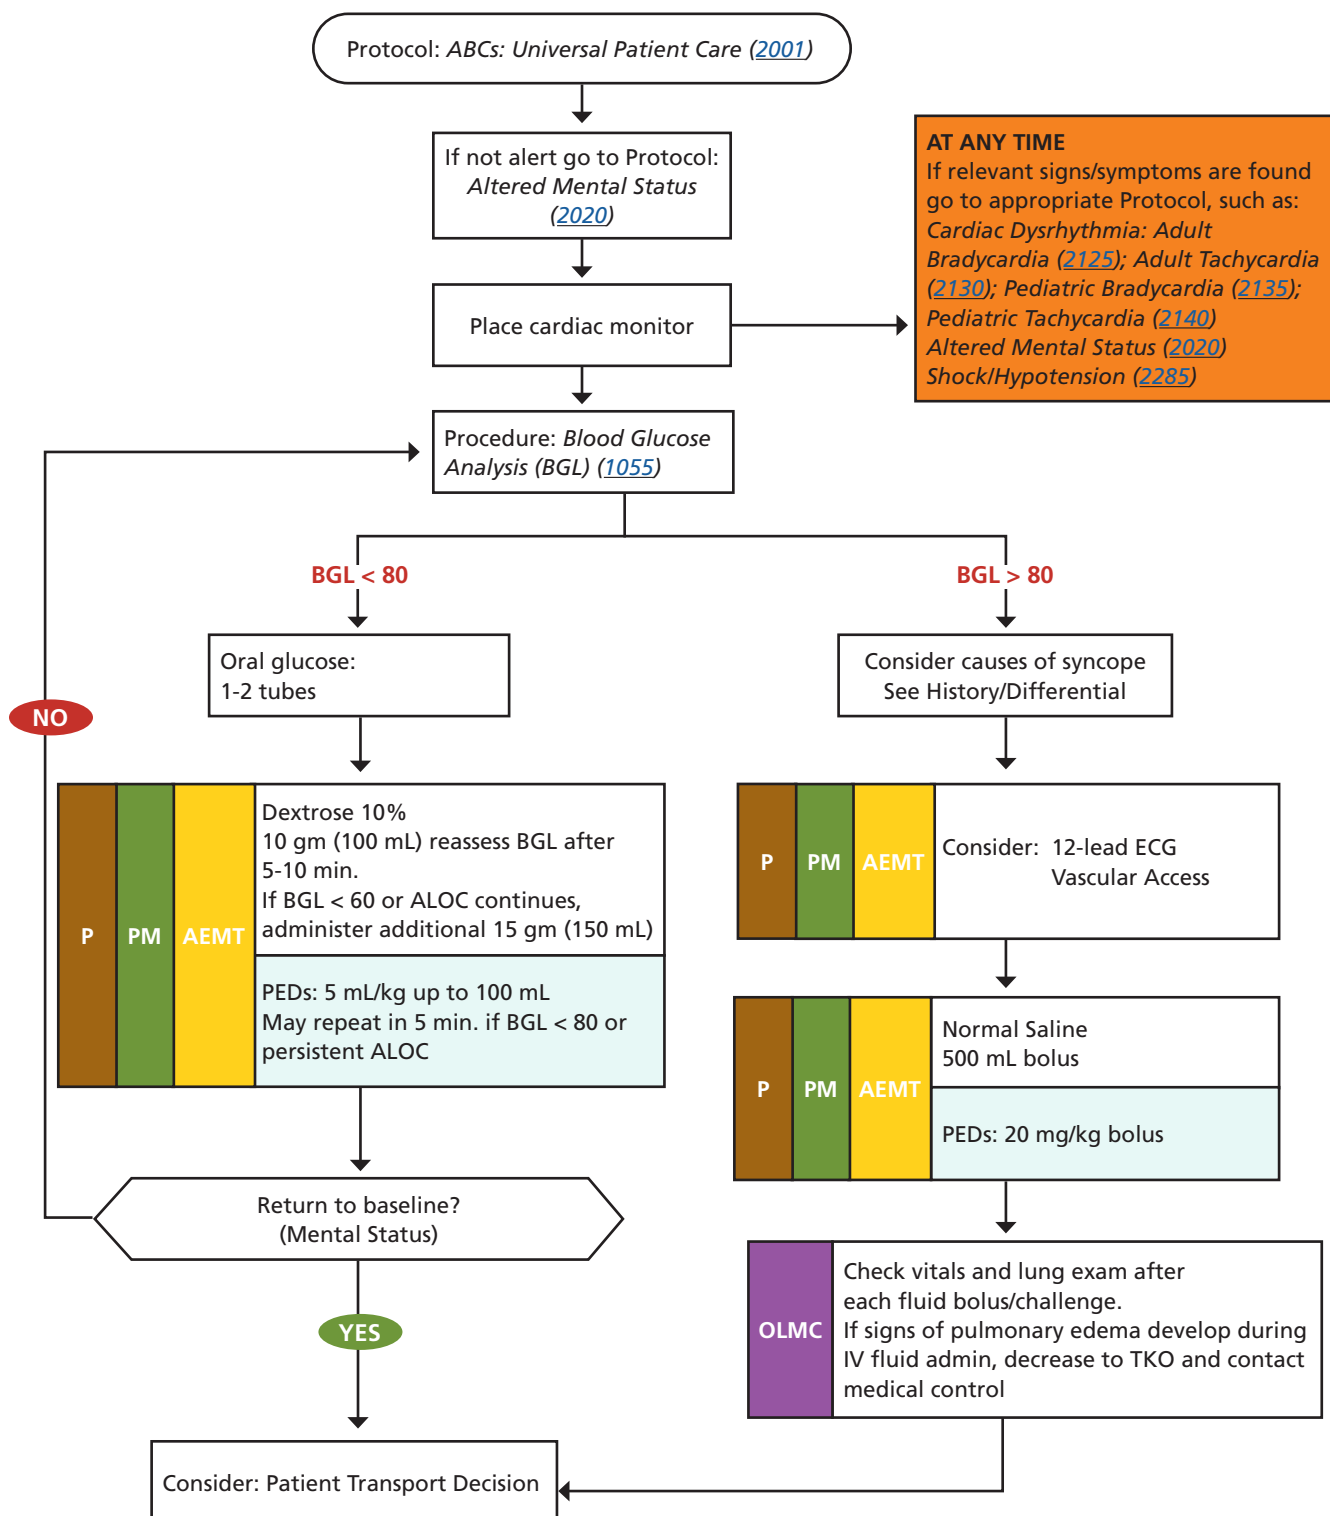 Protocol: ABCs: Universal Patient Care (2001)
If not alert go to Protocol:
Altered Mental Status
(2020)
AT ANY TIME
If relevant signs/symptoms are found
go to appropriate Protocol, such as:
Cardiac Dysrhythmia: Adult
Bradycardia (2125); Adult Tachycardia
(2130); Pediatric Bradycardia (2135);
Pediatric Tachycardia (2140)
Altered Mental Status (2020)
Shock/Hypotension (2285)
Place cardiac monitor
Procedure: Blood Glucose
Analysis (BGL) (1055)
BGL < 80
BGL > 80
Oral glucose:
1-2 tubes
Consider causes of syncope
See History/Differential
NO
P
PM
AEMT
Dextrose 10%
10 gm (100 mL) reassess BGL after
5-10 min.
If BGL < 60 or ALOC continues,
administer additional 15 gm (150 mL)
PEDs: 5 mL/kg up to 100 mL
May repeat in 5 min. if BGL < 80 or
persistent ALOC
P
PM
AEMT
Consider: 12-lead ECG
Vascular Access
P
PM
AEMT
Normal Saline
500 mL bolus
PEDs: 20 mg/kg bolus
Return to baseline?
(Mental Status)
YES
OLMC
Check vitals and lung exam after
each fluid bolus/challenge.
If signs of pulmonary edema develop during
IV fluid admin, decrease to TKO and contact
medical control
Consider: Patient Transport Decision